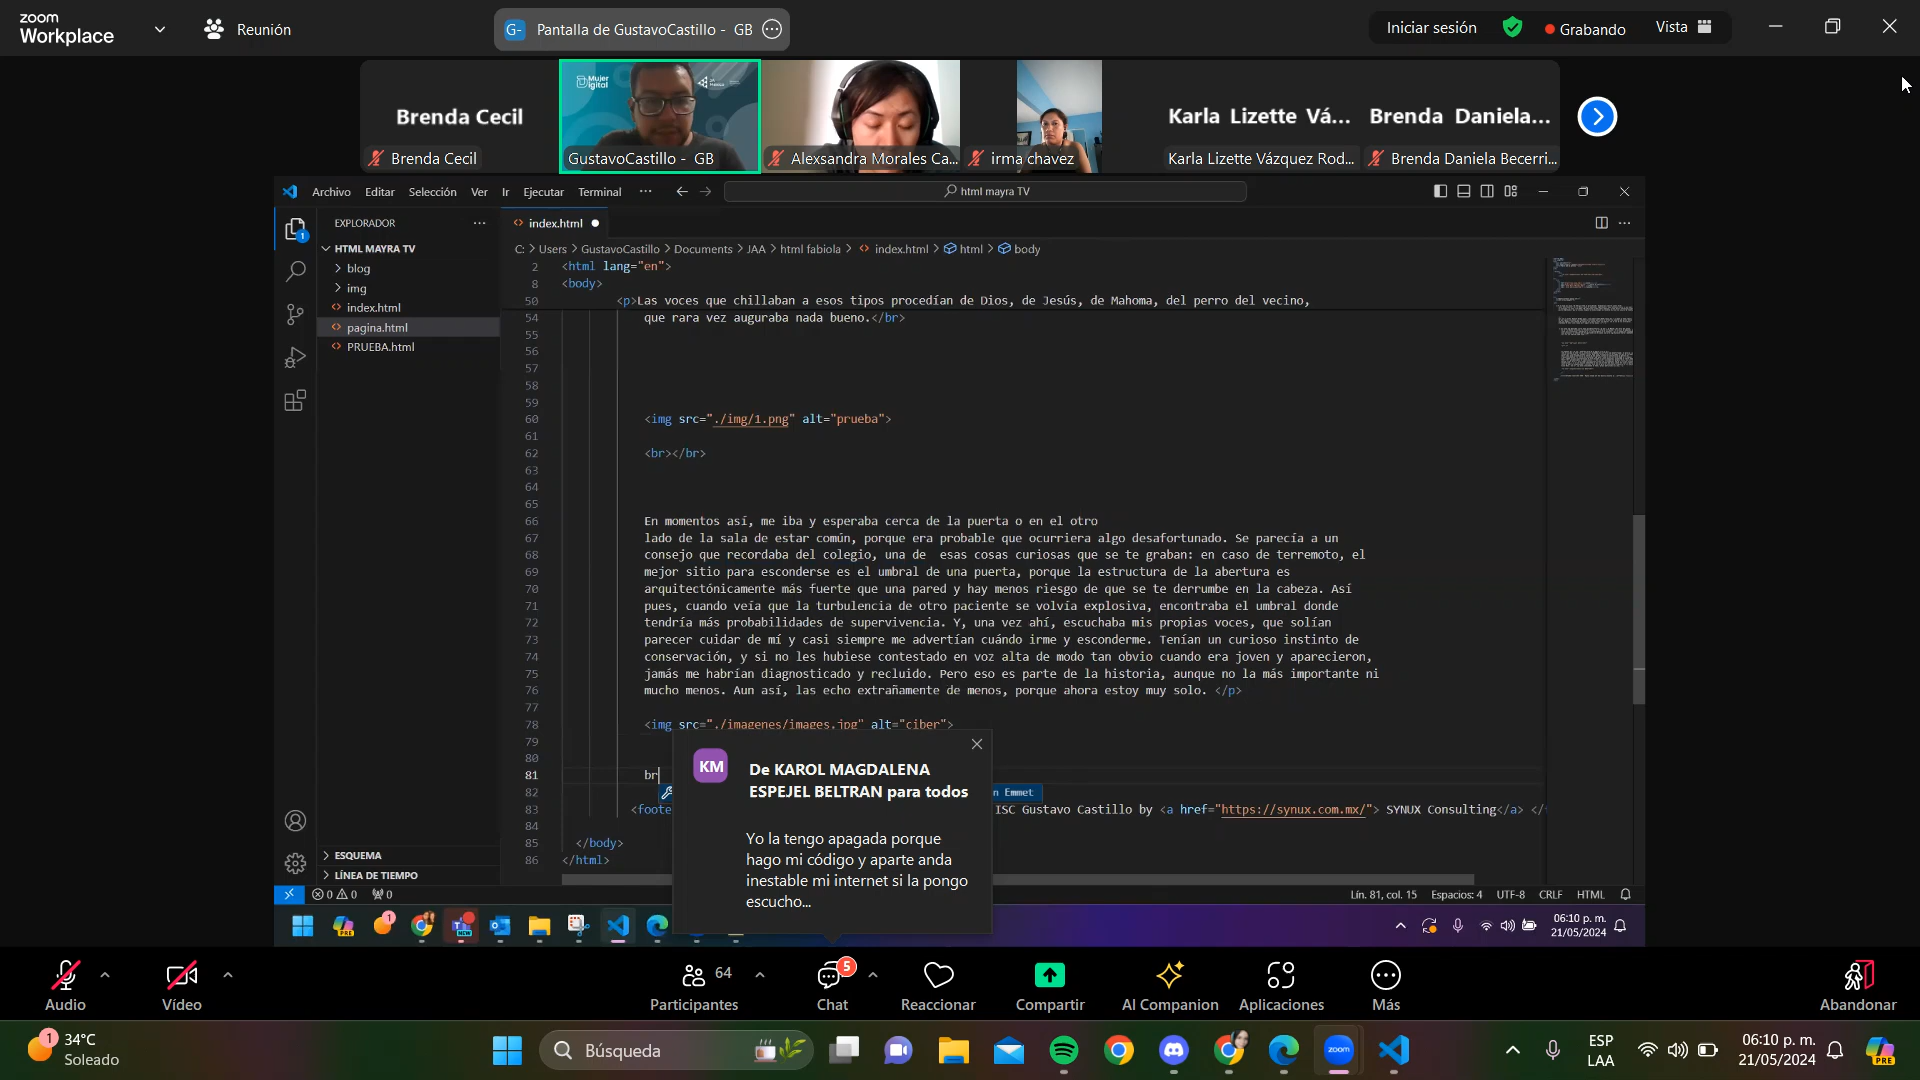 zoom
Workplace
Reunión
G-
Pantalla de GustavoCastillo - GB
Iniciar sesión
Grabando
Vista
Brenda Cecil
Brenda Cecil
Mujer
Digital
GustavoCastillo - GB
Alexsandra Morales Ca...
irma chavez
Karla Lizette Vá...
Karla Lizette Vázquez Rod...
Brenda Daniela...
Brenda Daniela Becerri...
Archivo Editar Selección Ver Ir Ejecutar Terminal ...
html mayra TV
EXPLORADOR
1
HTML MAYRA TV
blog
img
index.html
pagina.html
PRUEBA.html
ESQUEMA
LÍNEA DE TIEMPO
index.html
C: > Users > GustavoCastillo > Documents > JAA > html fabiola > index.html > html > body
2 <html lang="en">
8 <body>
50 <p>Las voces que chillaban a esos tipos procedían de Dios, de Jesús, de Mahoma, del perro del vecino,
54 que rara vez auguraba nada bueno.</br>
55
56
57
58
59
60 <img src="./img/1.png" alt="prueba">
61
62 <br></br>
63
64
65
66 En momentos así, me iba y esperaba cerca de la puerta o en el otro
67 lado de la sala de estar común, porque era probable que ocurriera algo desafortunado. Se parecía a un
68 consejo que recordaba del colegio, una de  esas cosas curiosas que se te graban: en caso de terremoto, el
69 mejor sitio para esconderse es el umbral de una puerta, porque la estructura de la abertura es
70 arquitectónicamente más fuerte que una pared y hay menos riesgo de que se te derrumbe en la cabeza. Así
71 pues, cuando veía que la turbulencia de otro paciente se volvía explosiva, encontraba el umbral donde
72 tendría más probabilidades de supervivencia. Y, una vez ahí, escuchaba mis propias voces, que solían
73 parecer cuidar de mí y casi siempre me advertían cuándo irme y esconderme. Tenían un curioso instinto de
74 conservación, y si no les hubiese contestado en voz alta de modo tan obvio cuando era joven y aparecieron,
75 jamás me habrían diagnosticado y recluido. Pero eso es parte de la historia, aunque no la más importante ni
76 mucho menos. Aun así, las echo extrañamente de menos, porque ahora estoy muy solo. </p>
77
78 <img src="./imagenes/images.jpg" alt="ciber">
79
80
81 br
82 n Emmet
83 <foote ISC Gustavo Castillo by <a href="https://synux.com.mx/"> SYNUX Consulting</a> </
84
85 </body>
86 </html>
KM
De KAROL MAGDALENA
ESPEJEL BELTRAN para todos
Yo la tengo apagada porque
hago mi código y aparte anda
inestable mi internet si la pongo
escucho...
0 0 0
Lín. 81, col. 15 Espacios: 4 UTF-8 CRLF HTML
PRE
1
NEW
06:10 p. m.
21/05/2024
Audio
Vídeo
64
Participantes
5
Chat
Reaccionar
Compartir
AI Companion
Aplicaciones
Más
Abandonar
1
34°C
Soleado
Búsqueda
zoom
ESP
LAA
06:10 p. m.
21/05/2024
PRE